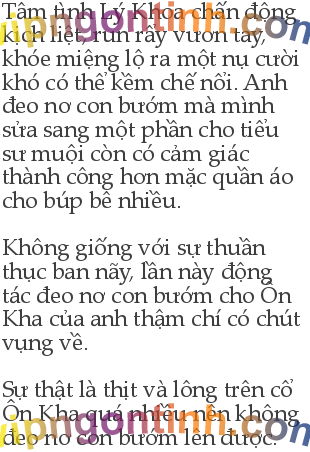 Tâm tình Lý Khoa chấn động
kịch liệt, run rẩy vươn tay,
khóe miệng lộ ra một nụ cười
khó có thể kềm chế nổi. Anh
đeo nơ con bướm mà mình
sửa sang một phần cho tiểu
sư muội còn có cảm giác
thành công hơn mặc quần áo
cho búp bê nhiều.

Không giống với sự thuần
thục ban nãy, lần này động
tác đeo nơ con bướm cho Ôn
Kha của anh thậm chí có chút
vụng về.

Sự thật là thịt và lông trên cổ
Ôn Kha quá nhiều nên không
đeo nơ con bướm lên được.
vipngontinh.com
vipngontinh.com